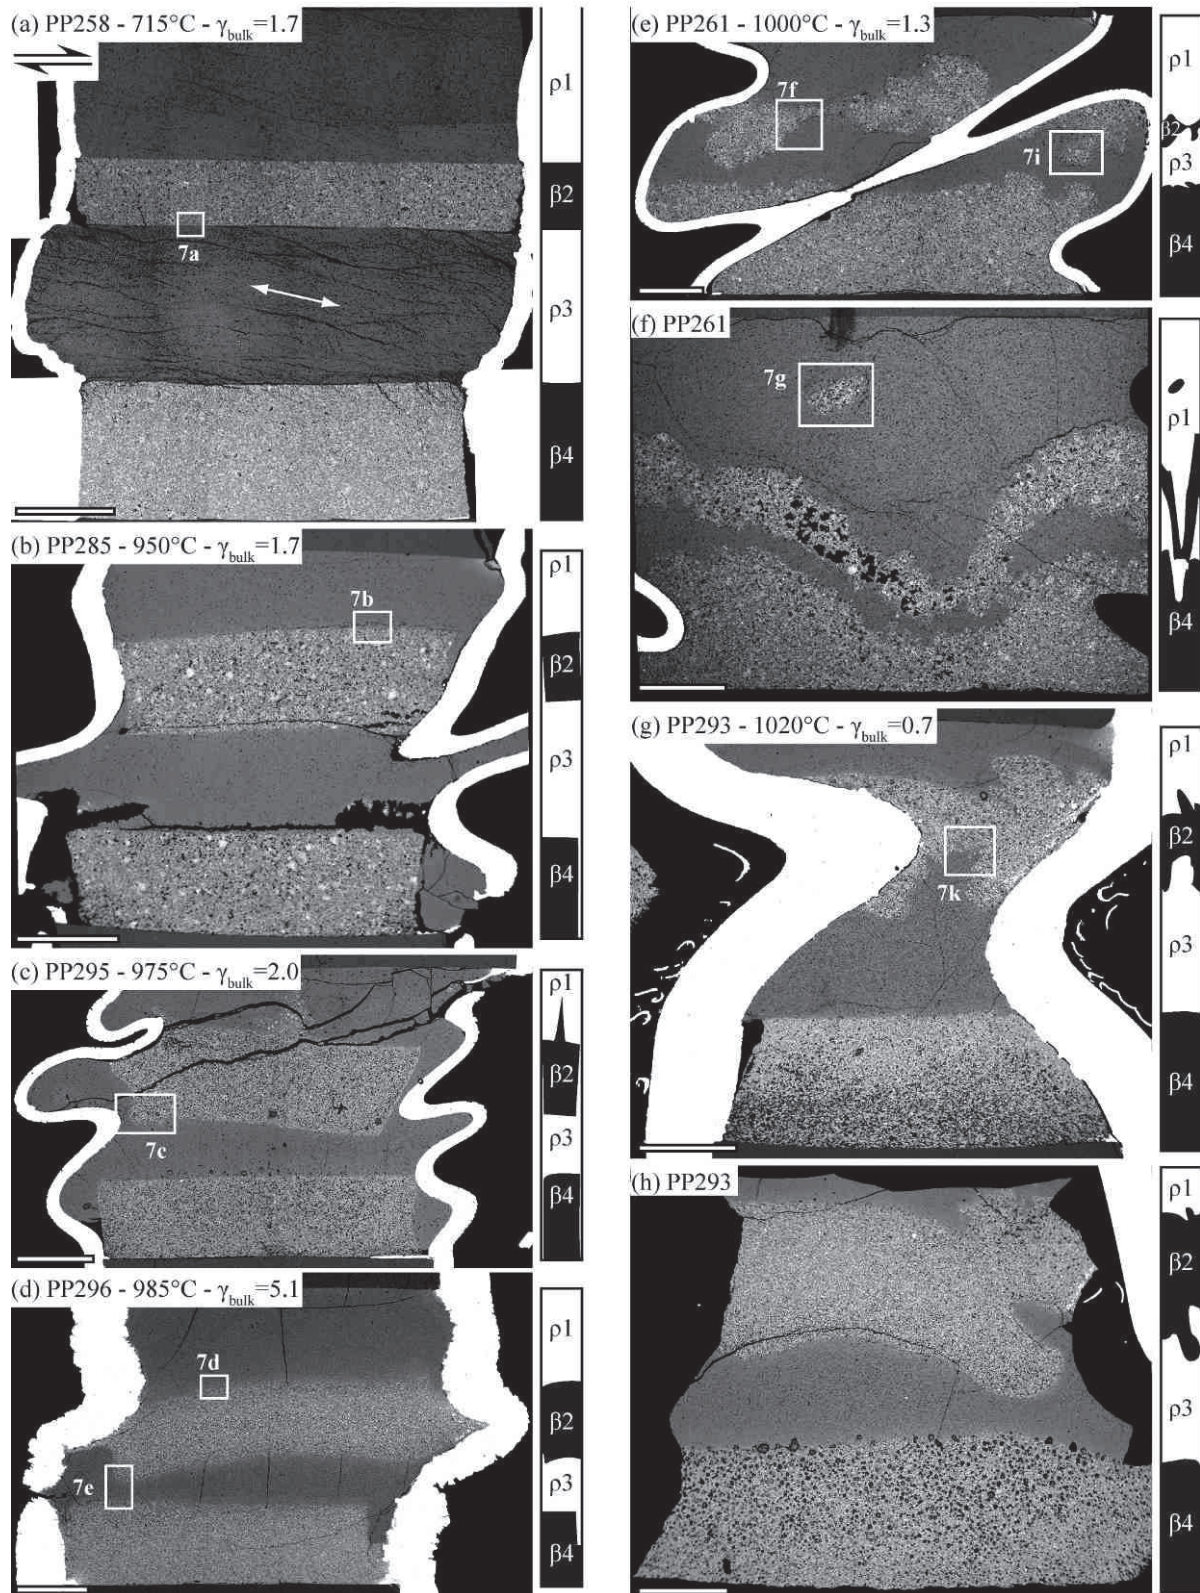 (a) PP258 - 715°C - γbulk=1.7
ρ1
β2
7a
ρ3
β4
(b) PP285 - 950°C - γbulk=1.7
ρ1
7b
β2
ρ3
β4
(c) PP295 - 975°C - γbulk=2.0
ρ1
β2
7c
ρ3
β4
(d) PP296 - 985°C - γbulk=5.1
ρ1
7d
β2
7e
ρ3
β4
(e) PP261 - 1000°C - γbulk=1.3
ρ1
7f
β2
7i
ρ3
β4
(f) PP261
7g
ρ1
β4
(g) PP293 - 1020°C - γbulk=0.7
ρ1
β2
7k
ρ3
β4
(h) PP293
ρ1
β2
ρ3
β4